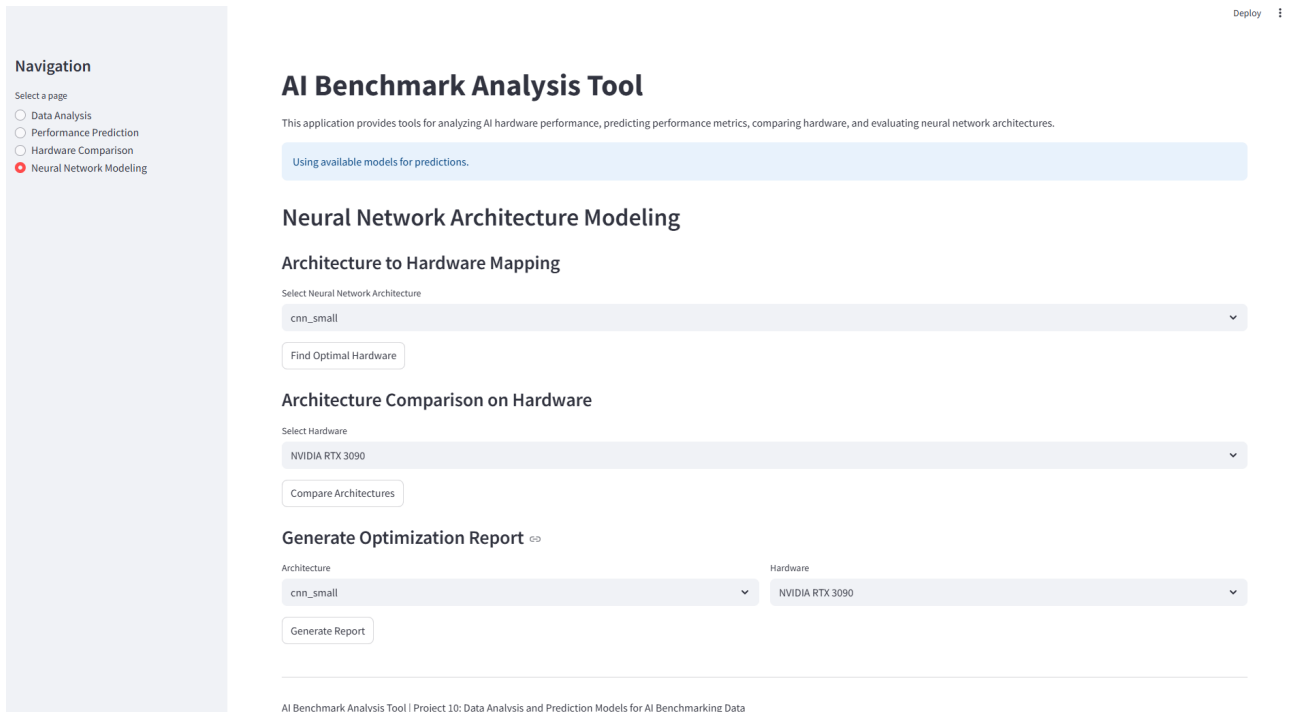 Deploy
Navigation
Select a page
Data Analysis
Performance Prediction
Hardware Comparison
Neural Network Modeling
AI Benchmark Analysis Tool
This application provides tools for analyzing AI hardware performance, predicting performance metrics, comparing hardware, and evaluating neural network architectures.
Using available models for predictions.
Neural Network Architecture Modeling
Architecture to Hardware Mapping
Select Neural Network Architecture
cnn_small
Find Optimal Hardware
Architecture Comparison on Hardware
Select Hardware
NVIDIA RTX 3090
Compare Architectures
Generate Optimization Report
Architecture
Hardware
cnn_small
NVIDIA RTX 3090
Generate Report
AI Benchmark Analysis Tool | Project 10: Data Analysis and Prediction Models for AI Benchmarking Data